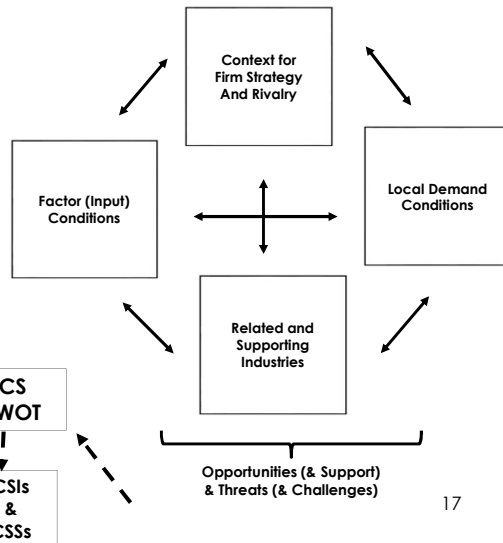 Context for
Firm Strategy
And Rivalry
Factor (Input)
Conditions
Local Demand
Conditions
Related and
Supporting
Industries
CS
WOT
CSIs
&
CSSs
Opportunities (& Support)
& Threats (& Challenges)
17